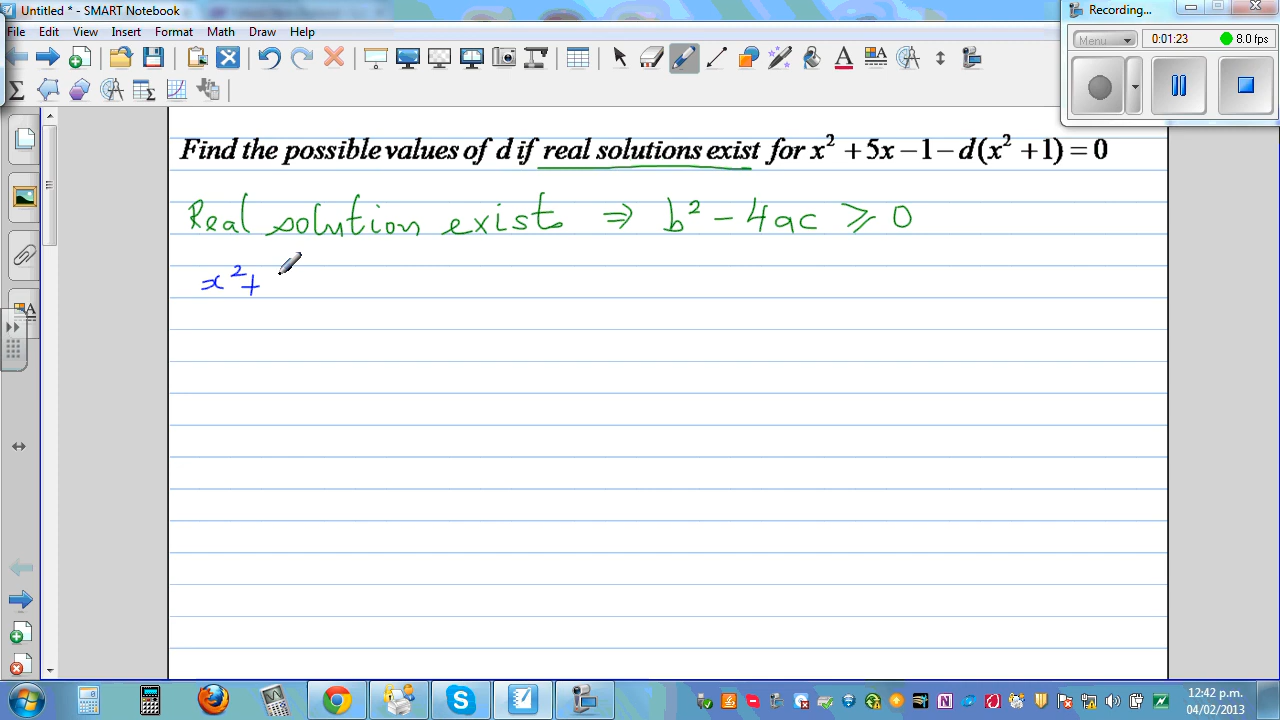 Untitled * - SMART Notebook
Recording...
File Edit View Insert Format Math Draw Help
Menu
0:01:23
8.0 fps
Find the possible values of d if real solutions exist for x² + 5x − 1 − d(x² + 1) = 0
Real solution exists ⇒ b² − 4ac ⩾ 0
x² +
12:42 p.m.
04/02/2013